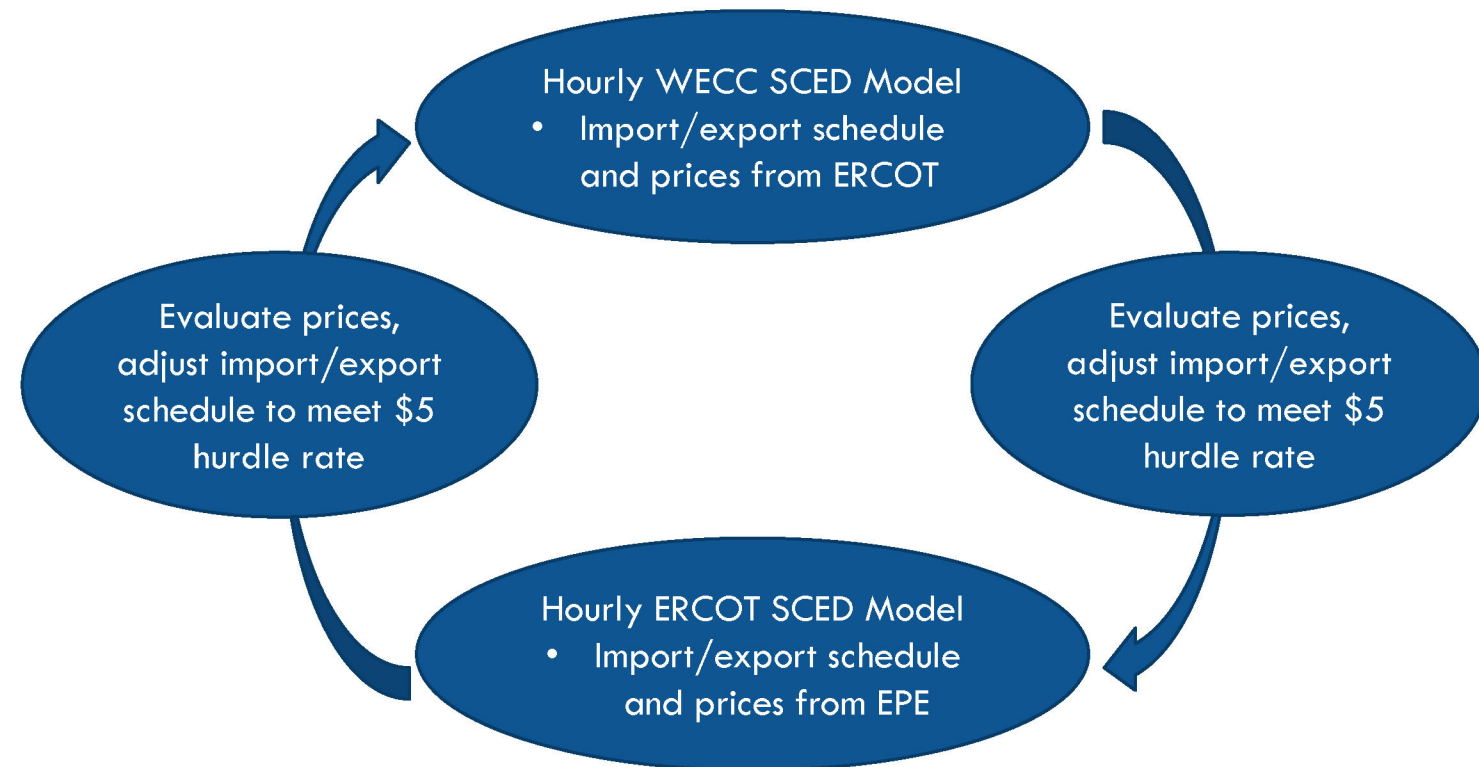 Hourly WECC SCED Model
• Import/export schedule
and prices from ERCOT
Evaluate prices,
adjust import/export
schedule to meet $5
hurdle rate
Evaluate prices,
adjust import/export
schedule to meet $5
hurdle rate
Hourly ERCOT SCED Model
• Import/export schedule
and prices from EPE